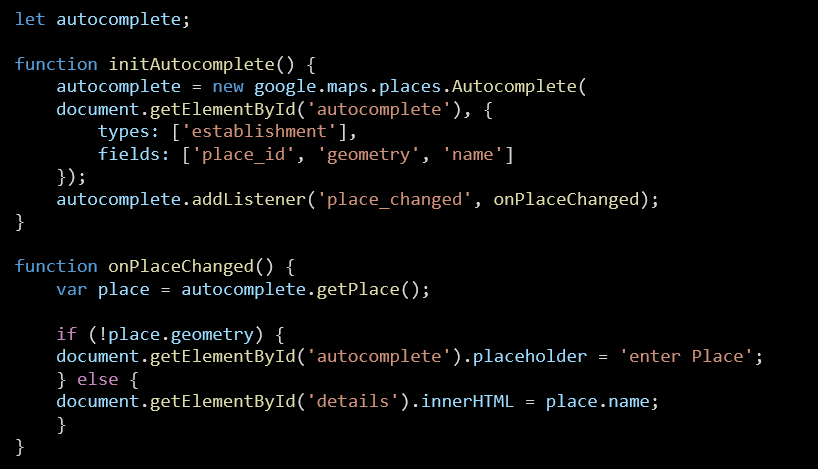 let autocomplete;
function initAutocomplete() {
autocomplete = new google.maps.places.Autocomplete(
document.getElementById('autocomplete'), {
types: ['establishment'],
fields: ['place_id', 'geometry', 'name']
});
autocomplete.addListener('place_changed', onPlaceChanged);
}
function onPlaceChanged() {
var place = autocomplete.getPlace();
if (!place.geometry) {
document.getElementById('autocomplete').placeholder = 'enter Place';
} else {
document.getElementById('details').innerHTML = place.name;
}
}